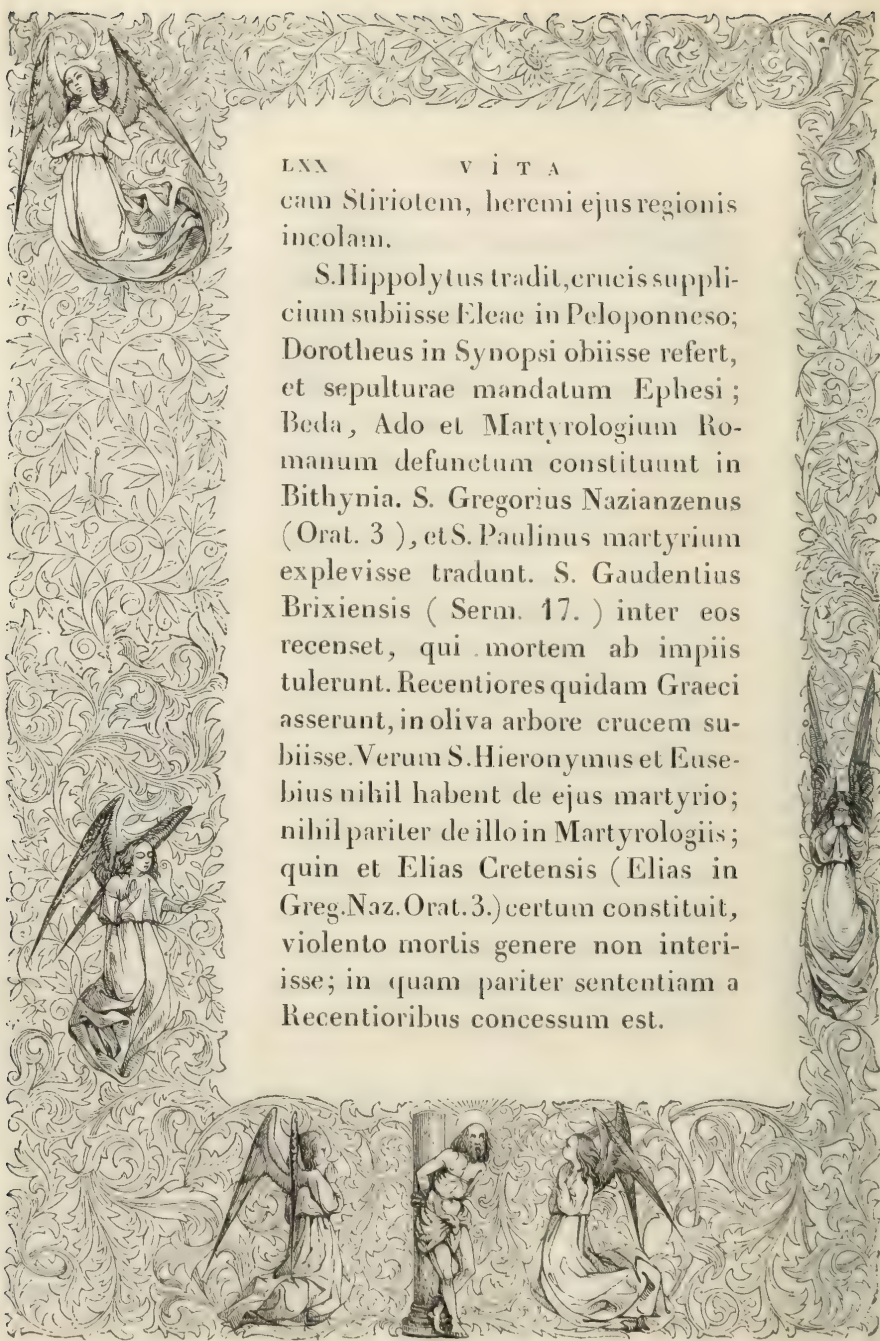 LXX VITA
cam Stiriotem, heremi ejus regionis
incolam.
S. Hippolytus tradit, crucis suppli-
cium subiisse Eleae in Peloponneso;
Dorotheus in Synopsi obiisse refert,
et sepulturae mandatum Ephesi ;
Beda, Ado et Martyrologium Ro-
manum defunctum constituunt in
Bithynia. S. Gregorius Nazianzenus
( Orat. 3 ), et S. Paulinus martyrium
explevisse tradunt. S. Gaudentius
Brixiensis ( Serm. 17. ) inter eos
recenset, qui mortem ab impiis
tulerunt. Recentiores quidam Graeci
asserunt, in oliva arbore crucem su-
biisse. Verum S. Hieronymus et Euse-
bius nihil habent de ejus martyrio;
nihil pariter de illo in Martyrologiis ;
quin et Elias Cretensis ( Elias in
Greg. Naz. Orat. 3.) certum constituit,
violento mortis genere non interi-
isse; in quam pariter sententiam a
Recentioribus concessum est.